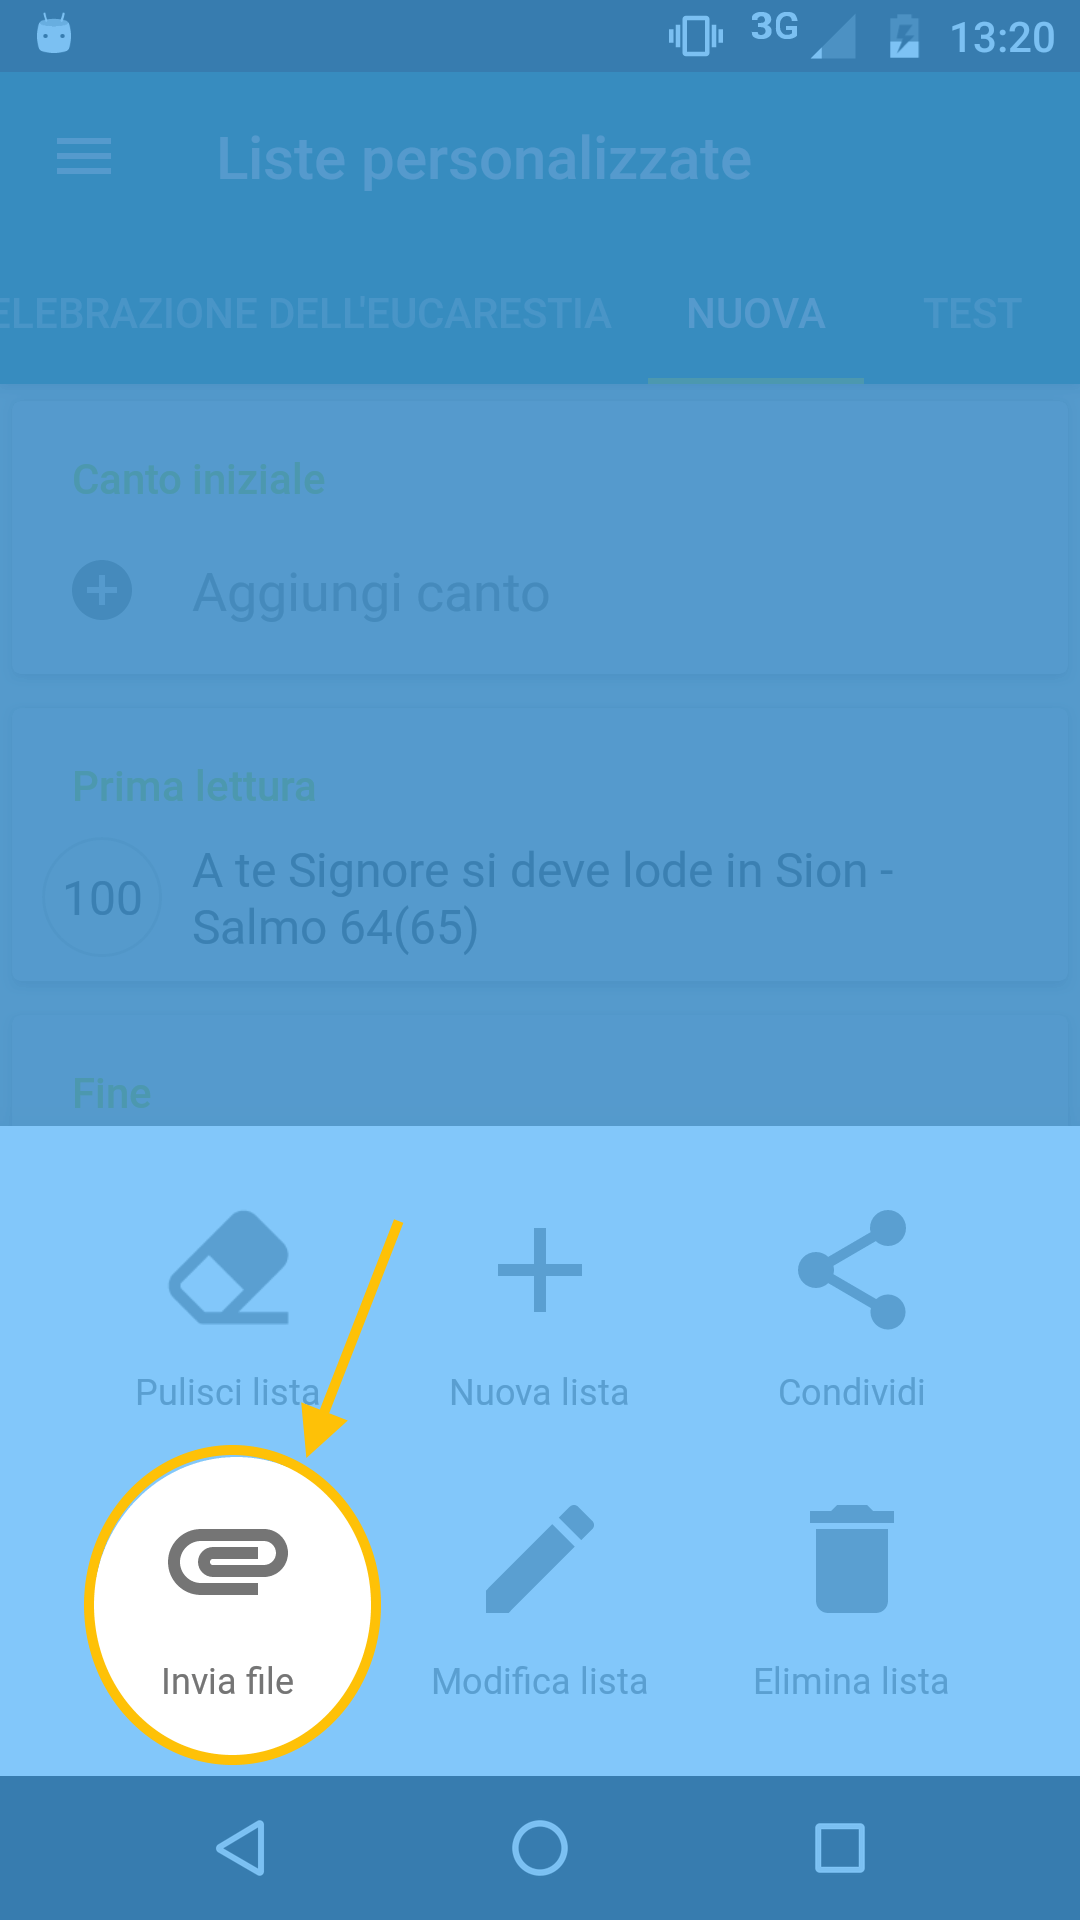 3G 13:20
Liste personalizzate
ELEBRAZIONE DELL'EUCARESTIA NUOVA TEST
Canto iniziale
Aggiungi canto
Prima lettura
100 A te Signore si deve lode in Sion -
Salmo 64(65)
Fine
Pulisci lista Nuova lista Condividi
Invia file Modifica lista Elimina lista